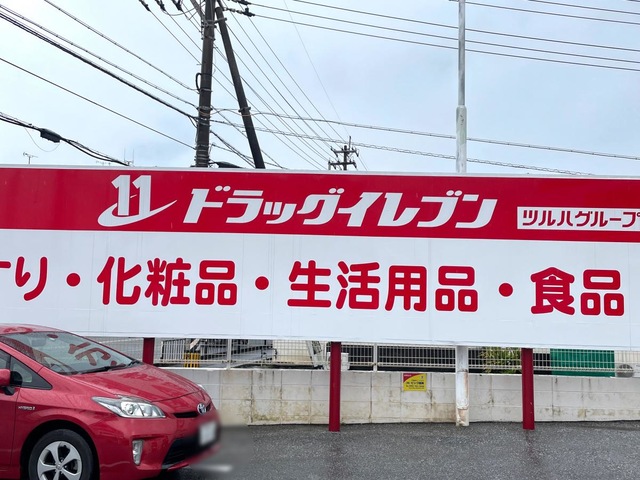 11 ドラッグイレブン ツルハグループ
すり・化粧品・生活用品・食品